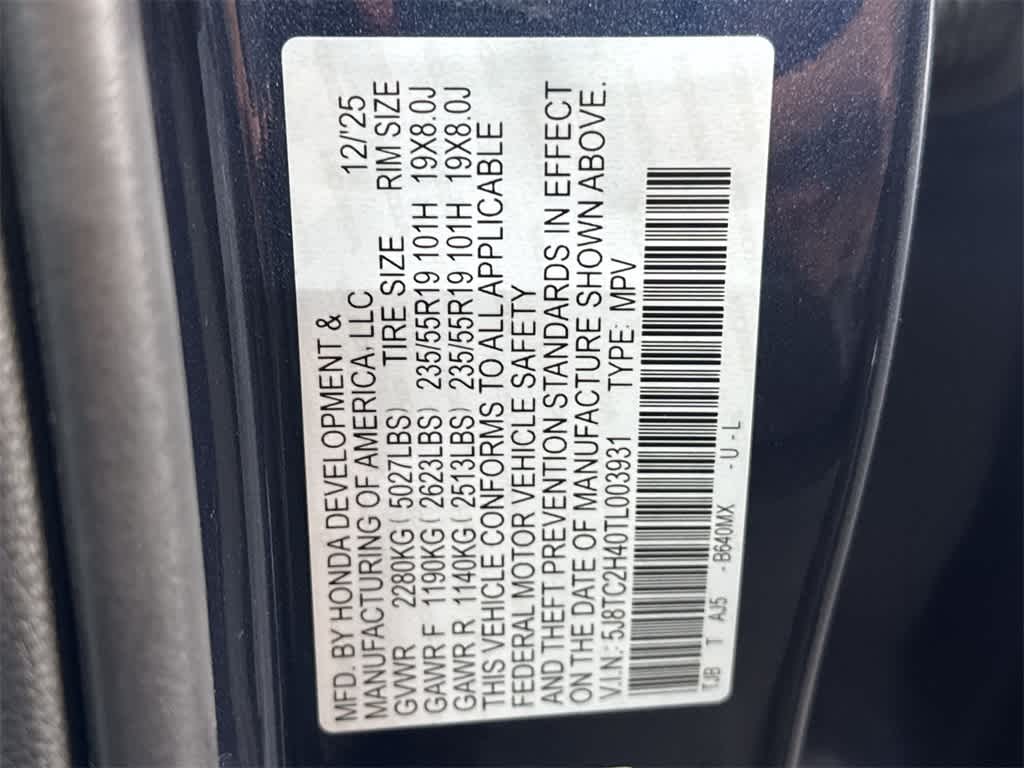 MFD. BY HONDA DEVELOPMENT &
MANUFACTURING OF AMERICA, LLC 12/'25
GVWR 2280KG ( 5027LBS) TIRE SIZE RIM SIZE
GAWR F 1190KG ( 2623LBS) 235/55R19 101H 19X8.0J
GAWR R 1140KG ( 2513LBS) 235/55R19 101H 19X8.0J
THIS VEHICLE CONFORMS TO ALL APPLICABLE
FEDERAL MOTOR VEHICLE SAFETY
AND THEFT PREVENTION STANDARDS IN EFFECT
ON THE DATE OF MANUFACTURE SHOWN ABOVE.
V.I.N.: 5J8TC2H40TL003931 TYPE: MPV
TJB T AJ5 - B640MX - U - L